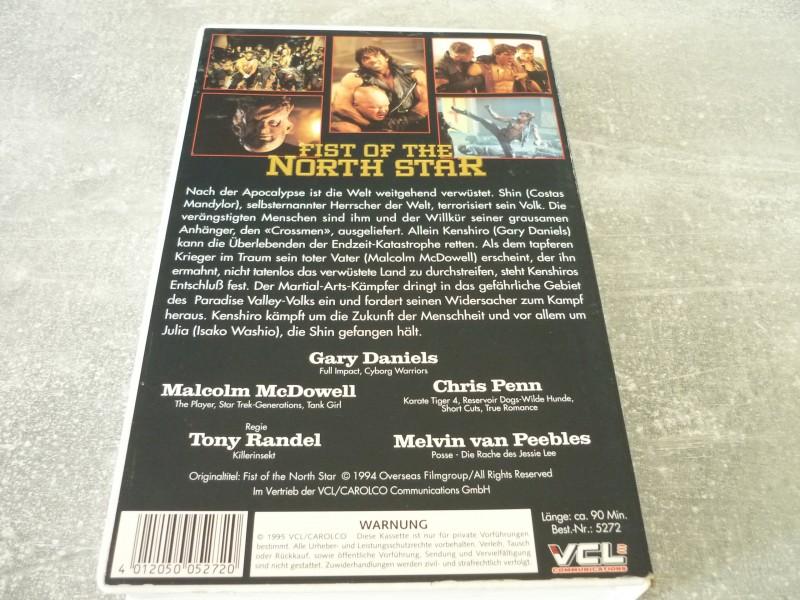 FIST OF THE
NORTH STAR
Nach der Apocalypse ist die Welt weitgehend verwüstet. Shin (Costas
Mandylor), selbsternannter Herrscher der Welt, terrorisiert sein Volk. Die
verängstigten Menschen sind ihm und der Willkür seiner grausamen
Anhänger, den «Crossmen», ausgeliefert. Allein Kenshiro (Gary Daniels)
kann die Überlebenden der Endzeit-Katastrophe retten. Als dem tapferen
Krieger im Traum sein toter Vater (Malcolm McDowell) erscheint, der ihn
ermahnt, nicht tatenlos das verwüstete Land zu durchstreifen, steht Kenshiros
Entschluß fest. Der Martial-Arts-Kämpfer dringt in das gefährliche Gebiet
des Paradise Valley-Volks ein und fordert seinen Widersacher zum Kampf
heraus. Kenshiro kämpft um die Zukunft der Menschheit und vor allem um
Julia (Isako Washio), die Shin gefangen hält.
Gary Daniels
Full Impact, Cyborg Warriors
Malcolm McDowell
The Player, Star Trek-Generations, Tank Girl
Chris Penn
Karate Tiger 4, Reservoir Dogs-Wilde Hunde,
Short Cuts, True Romance
Regie
Tony Randel
Killerinsekt
Melvin van Peebles
Posse - Die Rache des Jessie Lee
Originaltitel: Fist of the North Star © 1994 Overseas Filmgroup/All Rights Reserved
Im Vertrieb der VCL/CAROLCO Communications GmbH
4 012050 052720
WARNUNG
© 1995 VCL/CAROLCO Diese Kassette ist nur für private Vorführungen
bestimmt. Alle Urheber- und Leistungsschutzrechte vorbehalten. Verleih, Tausch
oder Rückkauf, sowie öffentliche Vorführung, Sendung und Vervielfältigung
sind nicht gestattet. Zuwiderhandlungen werden zivil- und strafrechtlich verfolgt.
Länge: ca. 90 Min.
Best.-Nr.: 5272
VCL
COMMUNICATIONS